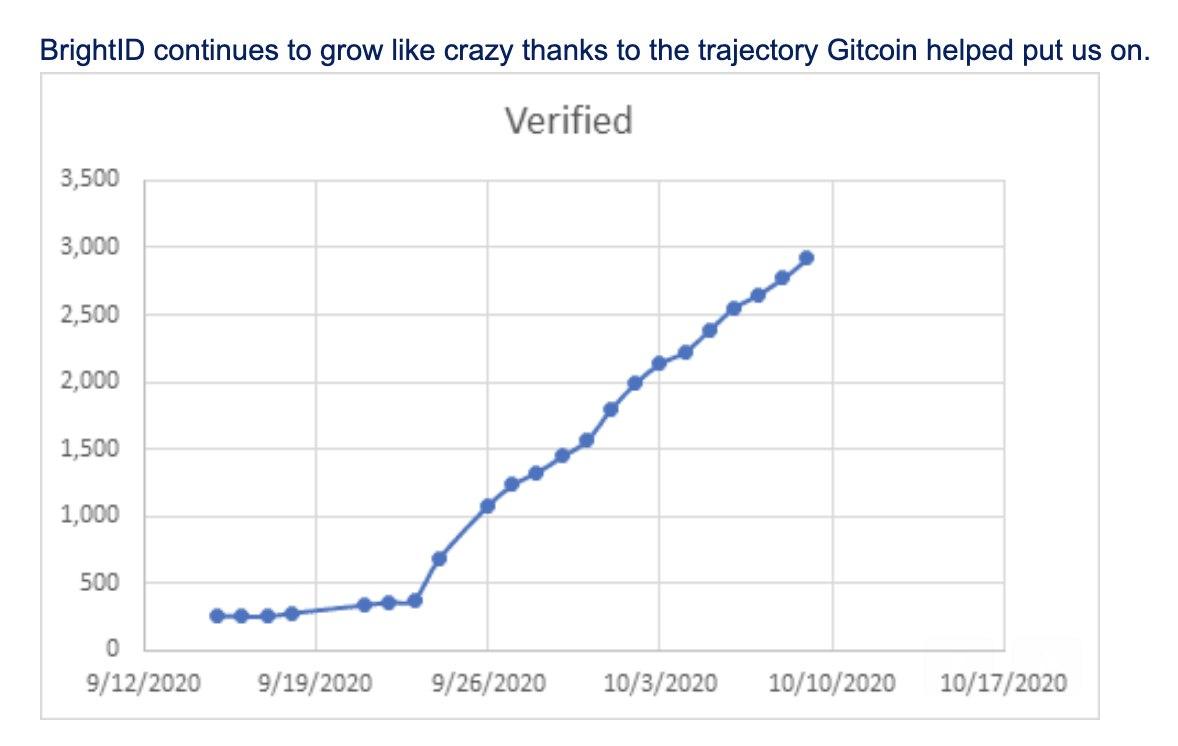 BrightID continues to grow like crazy thanks to the trajectory Gitcoin helped put us on.
Verified
3,500
3,000
2,500
2,000
1,500
1,000
500
0
9/12/2020 9/19/2020 9/26/2020 10/3/2020 10/10/2020 10/17/2020